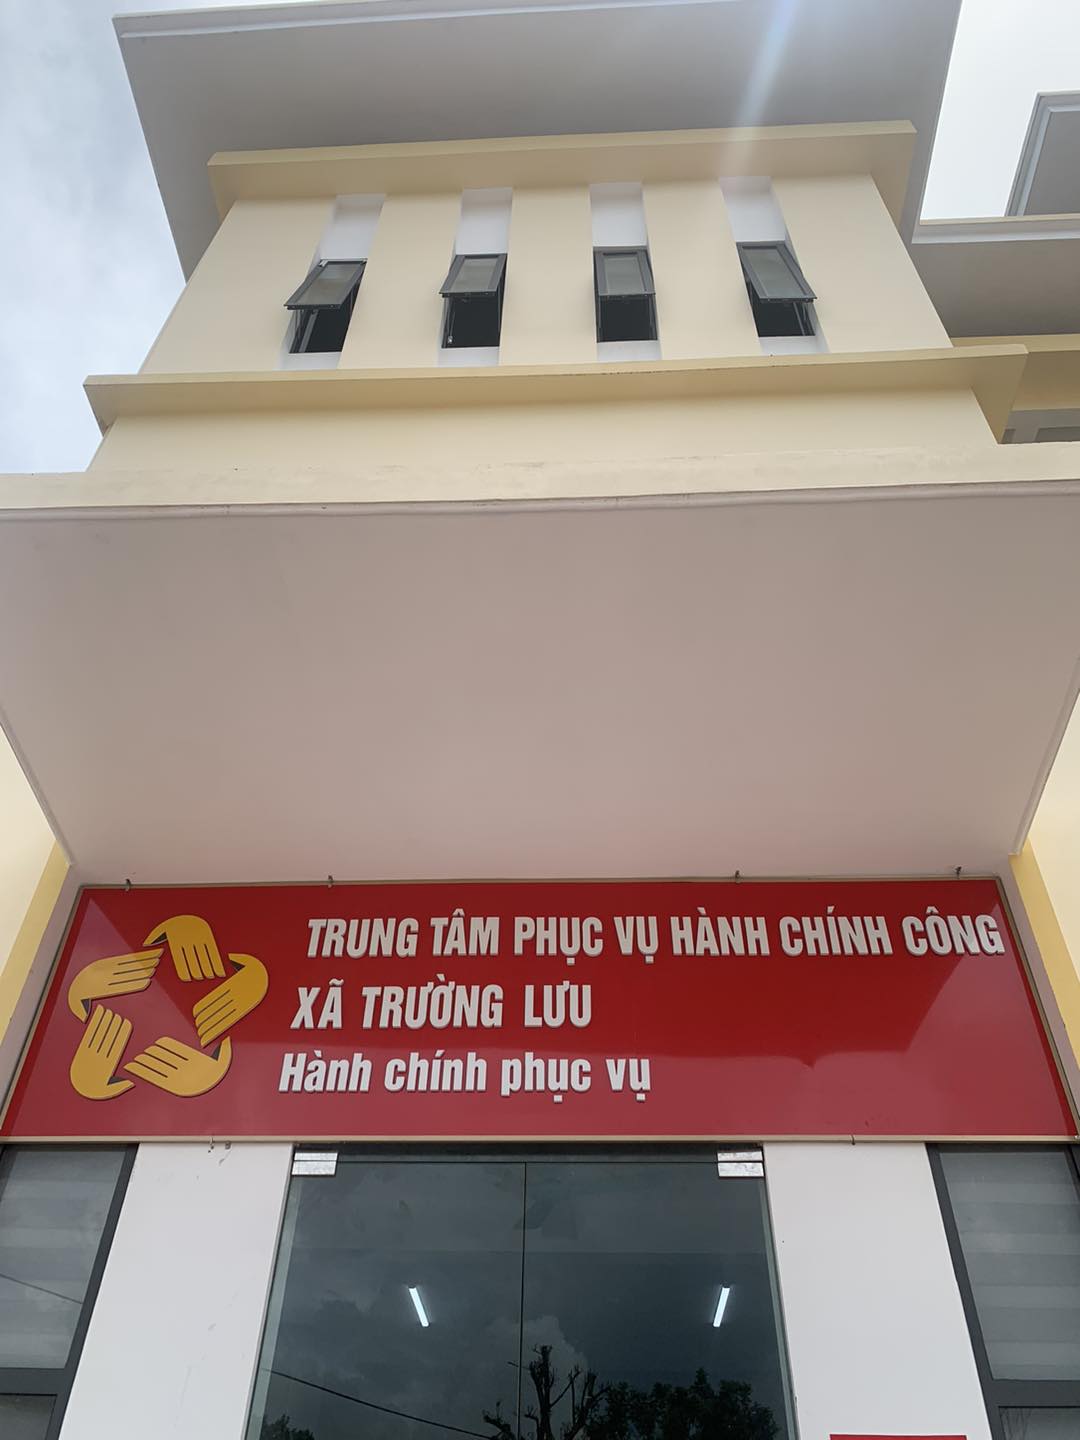 TRUNG TÂM PHỤC VỤ HÀNH CHÍNH CÔNG
XÃ TRƯỜNG LƯU
Hành chính phục vụ